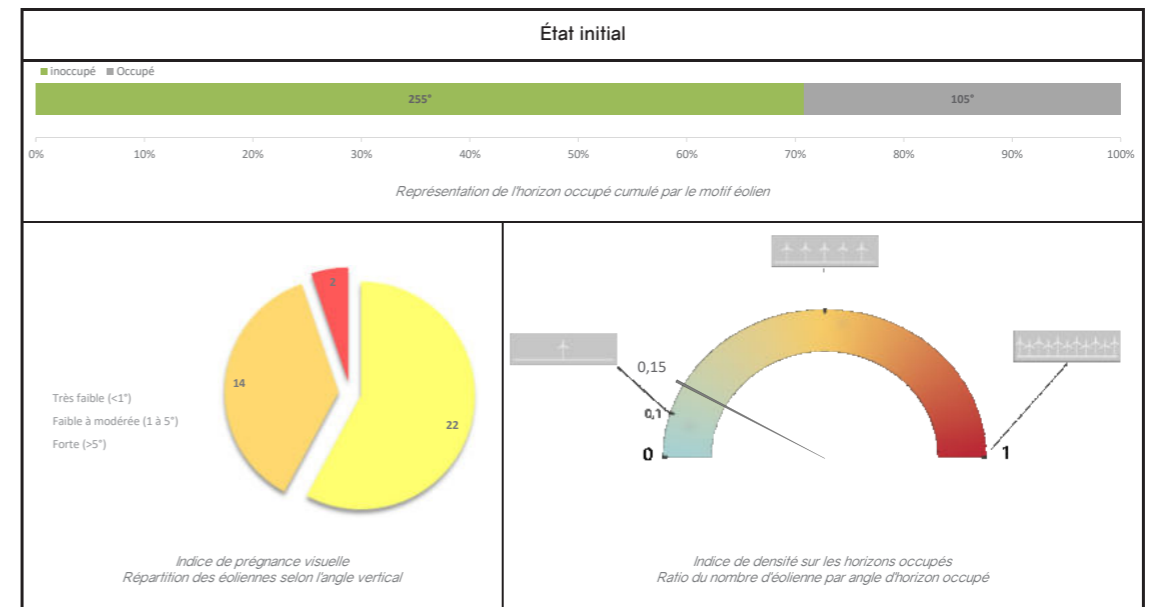 État initial
inoccupé Occupé
255° 105°
0% 10% 20% 30% 40% 50% 60% 70% 80% 90% 100%
Représentation de l'horizon occupé cumulé par le motif éolien
2
14
22
Très faible (<1°)
Faible à modérée (1 à 5°)
Forte (>5°)
Indice de prégnance visuelle
Répartition des éoliennes selon l'angle vertical
0,15
0,1
0 1
Indice de densité sur les horizons occupés
Ratio du nombre d'éolienne par angle d'horizon occupé